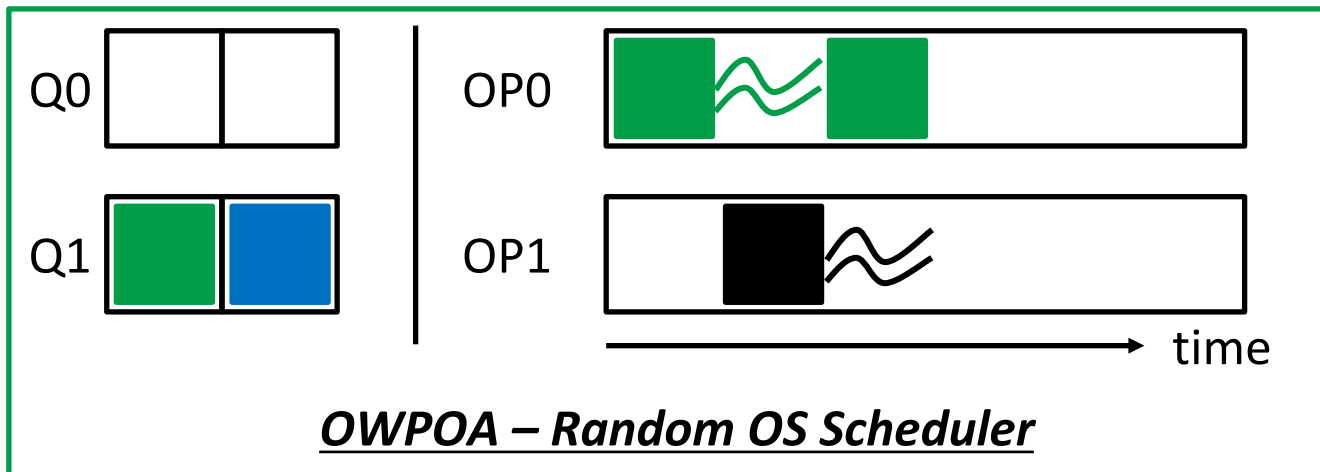 Q0
OP0
Q1
OP1
time
OWPOA – Random OS Scheduler